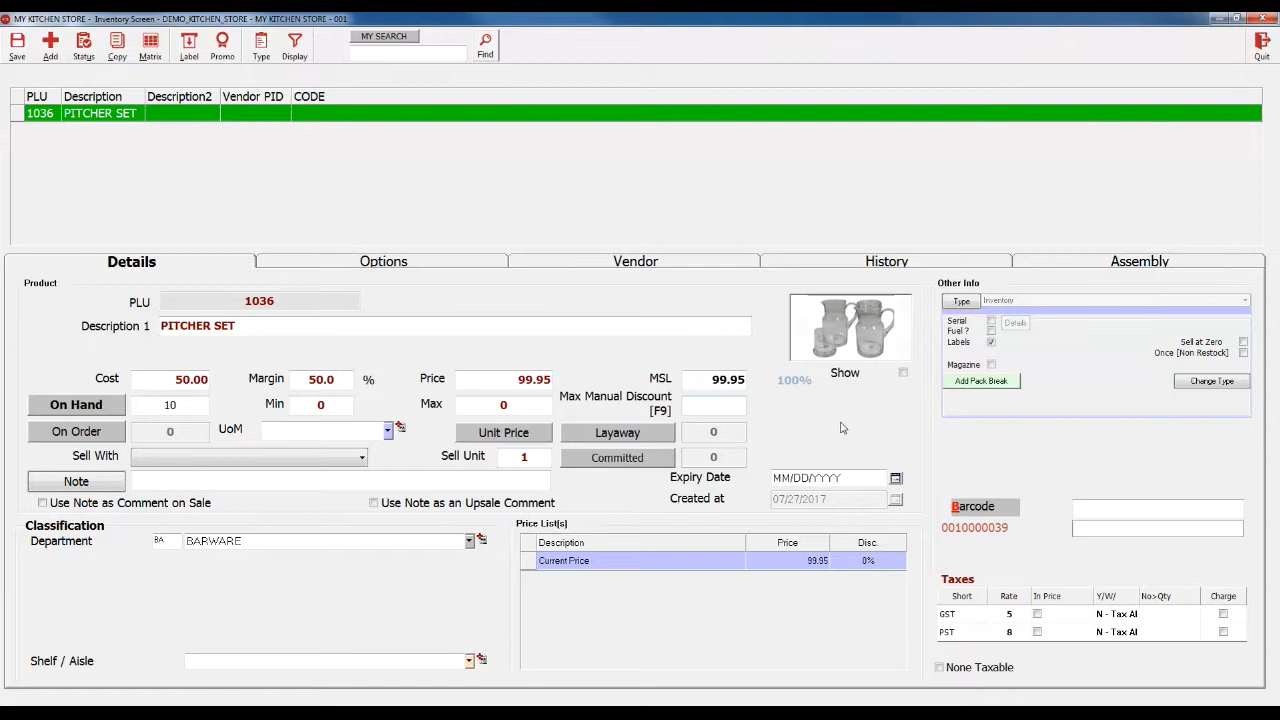 MY KITCHEN STORE - Inventory Screen - DEMO_KITCHEN_STORE - MY KITCHEN STORE - 001
Save Add Status Copy Matrix Label Promo Type Display MY SEARCH Find Quit
PLU Description Description2 Vendor PID CODE
1036 PITCHER SET
Details Options Vendor History Assembly
Product
PLU 1036
Description 1 PITCHER SET
Cost 50.00 Margin 50.0 % Price 99.95 MSL 99.95 100% Show
On Hand 10 Min 0 Max 0 Max Manual Discount [F9]
On Order 0 UoM Unit Price Layaway 0
Sell With Sell Unit 1 Committed 0
Note Expiry Date MM/DD/YYYY
Use Note as Comment on Sale Use Note as an Upsale Comment Created at 07/27/2017
Other Info
Type Inventory
Serial Details
Fuel ?
Labels Sell at Zero
Once [Non Restock]
Magazine
Add Pack Break Change Type
Barcode
0010000039
Classification
Department BA BARWARE
Shelf / Aisle
Price List[s]
Description Price Disc.
Current Price 99.95 0%
Taxes
Short Rate In Price Y/W/ No>Qty Charge
GST 5 N - Tax Al
PST 8 N - Tax Al
None Taxable